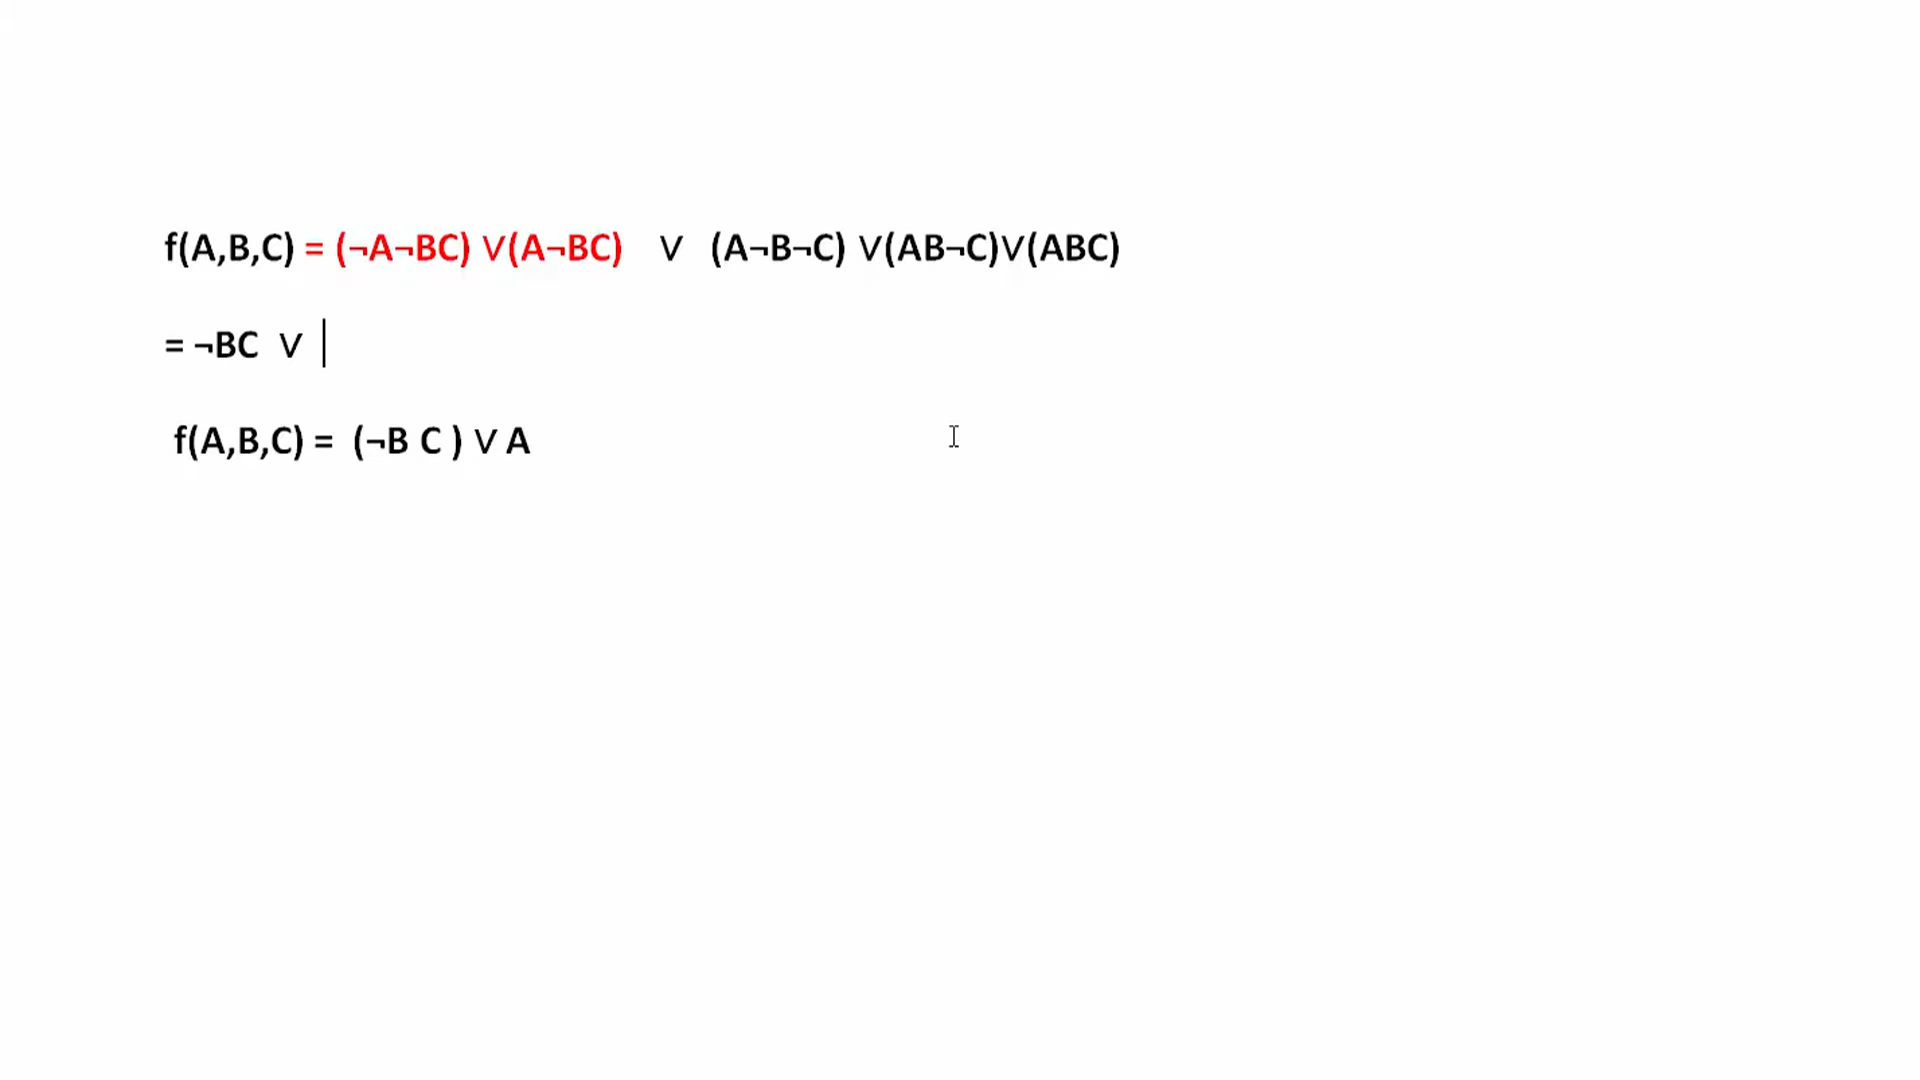 f(A,B,C) = (¬A¬BC) ∨(A¬BC) ∨ (A¬B¬C) ∨(AB¬C)∨(ABC)
= ¬BC ∨
f(A,B,C) = (¬B C ) ∨ A